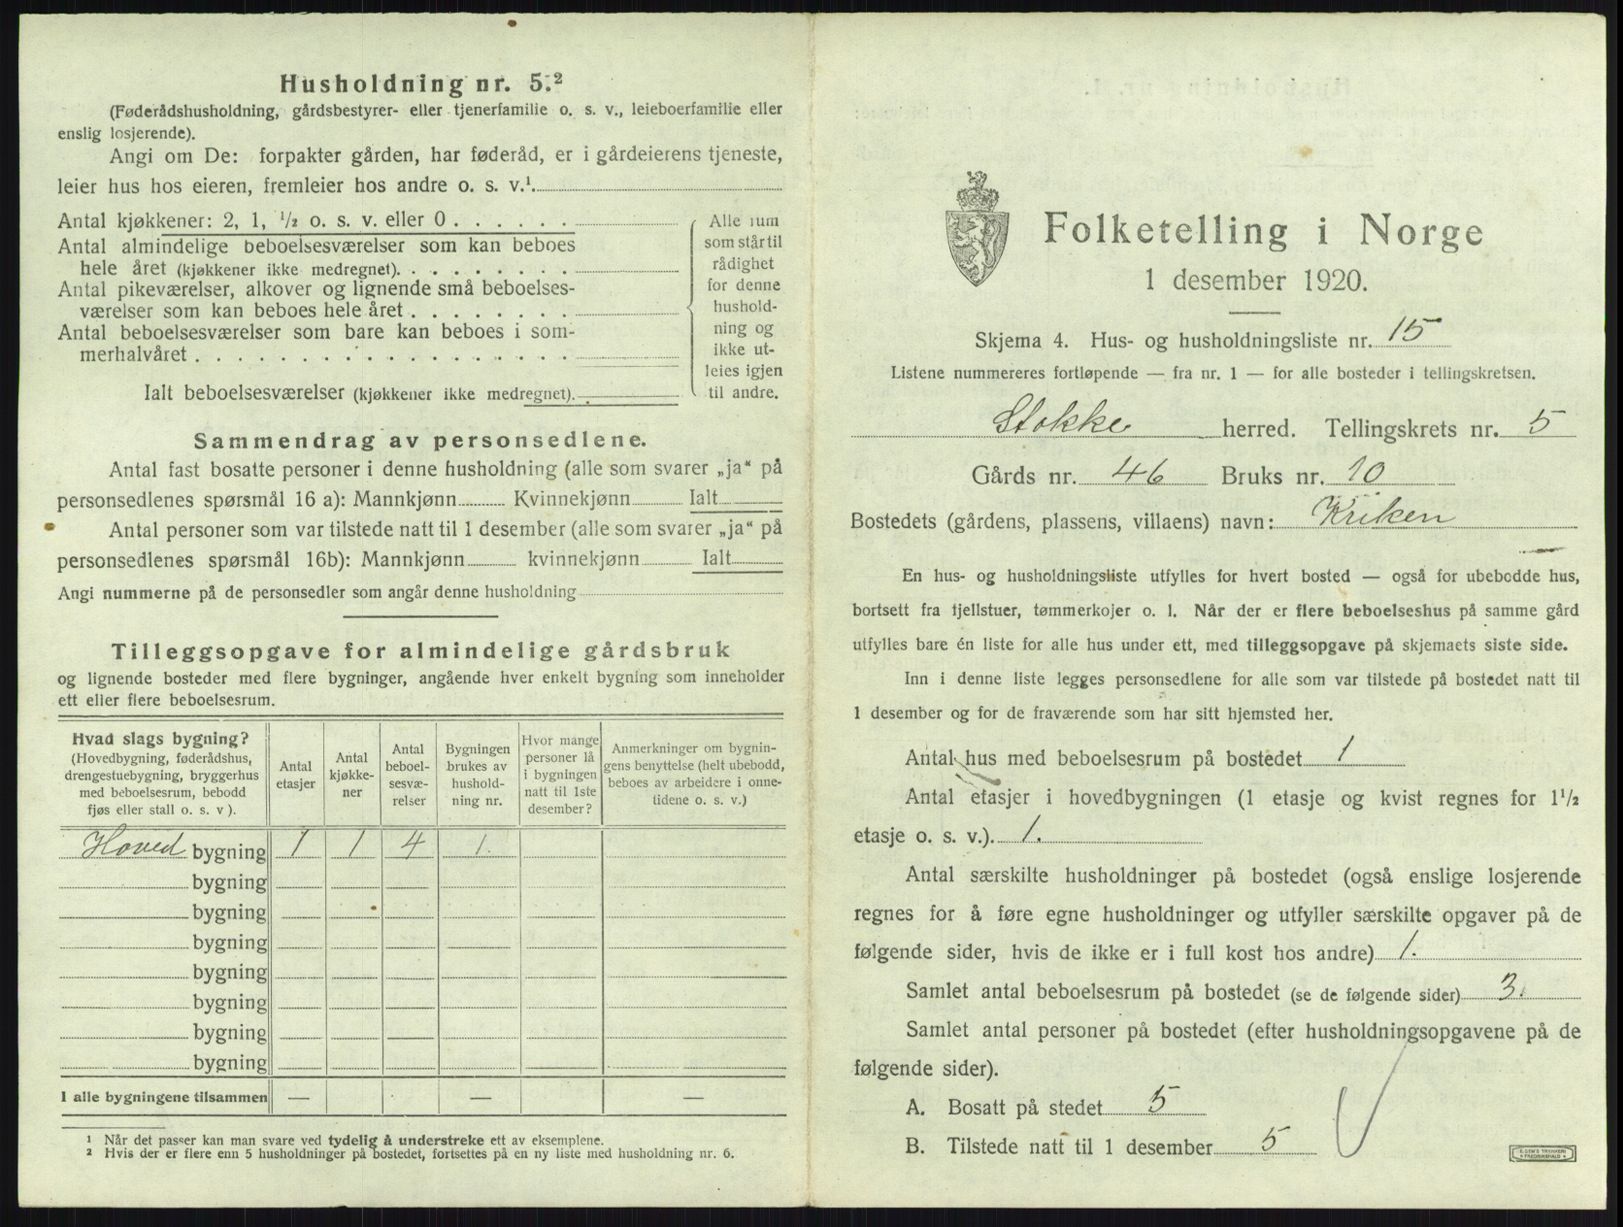 Husholdning nr. 5.²
(Føderådshusholdning, gårdsbestyrer- eller tjenerfamilie o. s. v., leieboerfamilie eller
enslig losjerende).
Angi om De: forpakter gården, har føderåd, er i gårdeierens tjeneste,
leier hus hos eieren, fremleier hos andre o. s. v.¹
Antal kjøkkener: 2, 1, ½ o. s. v. eller 0 . . . . . .
Antal almindelige beboelsesværelser som kan beboes
hele året (kjøkkener ikke medregnet). . . . . . . . .
Antal pikeværelser, alkover og lignende små beboelses-
værelser som kan beboes hele året . . . . . . . .
Antal beboelsesværelser som bare kan beboes i som-
merhalvåret . . . . . . . . . . . . . . . . . .
Ialt beboelsesværelser (kjøkkener ikke medregnet).
Alle rum
som står til
rådighet
for denne
hushold-
ning og
ikke ut-
leies igjen
til andre.
Sammendrag av personsedlene.
Antal fast bosatte personer i denne husholdning (alle som svarer „ja“ på
personsedlenes spørsmål 16 a): Mannkjønn Kvinnekjønn Ialt
Antal personer som var tilstede natt til 1 desember (alle som svarer „ja“ på
personsedlenes spørsmål 16b): Mannkjønn kvinnekjønn Ialt
Angi nummerne på de personsedler som angår denne husholdning
Tilleggsopgave for almindelige gårdsbruk
og lignende bosteder med flere bygninger, angående hver enkelt bygning som inneholder
ett eller flere beboelsesrum.
Hvad slags bygning?
(Hovedbygning, føderådshus,
drengestuebygning, bryggerhus
med beboelsesrum, bebodd
fjøs eller stall o. s. v ).
Antal
etasjer
Antal
kjøkke-
ner
Antal
beboel-
sesvæ-
relser
Bygningen
brukes av
hushold-
ning nr.
Hvor mange
personer lå
i bygningen
natt til 1ste
desember?
Anmerkninger om bygnin-
gens benyttelse (helt ubebodd,
beboes av arbeidere i onne-
tidene o. s. v.)
Hoved bygning 1 1 4 1.
bygning
bygning
bygning
bygning
bygning
bygning
bygning
I alle bygningene tilsammen — — —
¹ Når det passer kan man svare ved tydelig å understreke ett av eksemplene.
² Hvis der er flere enn 5 husholdninger på bostedet, fortsettes på en ny liste med husholdning nr. 6.
Folketelling i Norge
1 desember 1920.
Skjema 4. Hus- og husholdningsliste nr. 15
Listene nummereres fortløpende — fra nr. 1 — for alle bosteder i tellingskretsen.
Stokke herred. Tellingskrets nr. 5
Gårds nr. 46 Bruks nr. 10
Bostedets (gårdens, plassens, villaens) navn: Kriken
En hus- og husholdningsliste utfylles for hvert bosted — også for ubebodde hus,
bortsett fra fjellstuer, tømmerkojer o. l. Når der er flere beboelseshus på samme gård
utfylles bare én liste for alle hus under ett, med tilleggsopgave på skjemaets siste side.
Inn i denne liste legges personsedlene for alle som var tilstede på bostedet natt til
1 desember og for de fraværende som har sitt hjemsted her.
Antal hus med beboelsesrum på bostedet 1
Antal etasjer i hovedbygningen (1 etasje og kvist regnes for 1½
etasje o. s. v.). 1.
Antal særskilte husholdninger på bostedet (også enslige losjerende
regnes for å føre egne husholdninger og utfyller særskilte opgaver på de
følgende sider, hvis de ikke er i full kost hos andre) 1.
Samlet antal beboelsesrum på bostedet (se de følgende sider) 3.
Samlet antal personer på bostedet (efter husholdningsopgavene på de
følgende sider).
A. Bosatt på stedet 5
B. Tilstede natt til 1 desember 5